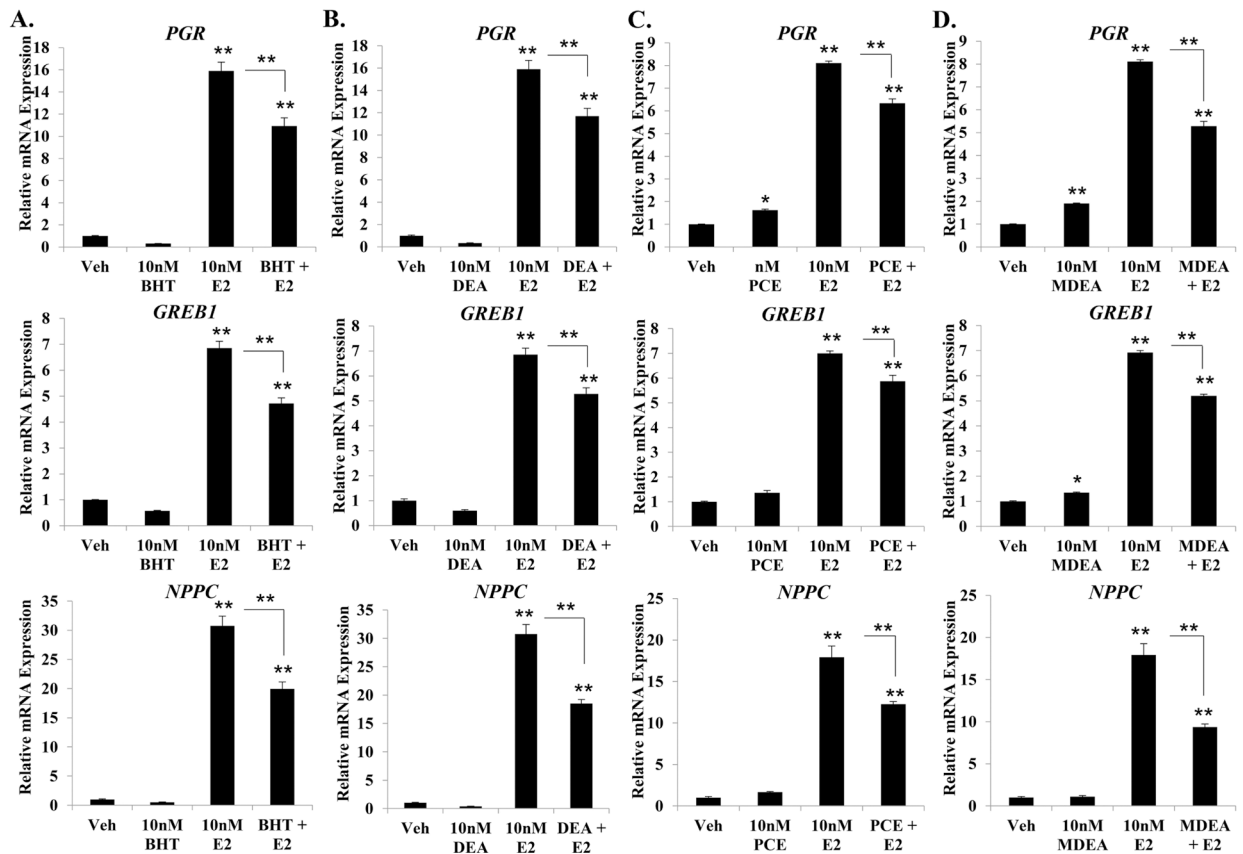 A.
PGR
Relative mRNA Expression
18
16
14
12
10
8
6
4
2
0
**
**
**
Veh
10nM
BHT
10nM
E2
BHT +
E2
GREB1
Relative mRNA Expression
8
7
6
5
4
3
2
1
0
**
**
**
Veh
10nM
BHT
10nM
E2
BHT +
E2
NPPC
Relative mRNA Expression
35
30
25
20
15
10
5
0
**
**
**
Veh
10nM
BHT
10nM
E2
BHT +
E2
B.
PGR
Relative mRNA Expression
18
16
14
12
10
8
6
4
2
0
**
**
**
Veh
10nM
DEA
10nM
E2
DEA +
E2
GREB1
Relative mRNA Expression
8
7
6
5
4
3
2
1
0
**
**
**
Veh
10nM
DEA
10nM
E2
DEA +
E2
NPPC
Relative mRNA Expression
35
30
25
20
15
10
5
0
**
**
**
Veh
10nM
DEA
10nM
E2
DEA +
E2
C.
PGR
Relative mRNA Expression
9
8
7
6
5
4
3
2
1
0
*
**
**
**
Veh
nM
PCE
10nM
E2
PCE +
E2
GREB1
Relative mRNA Expression
8
7
6
5
4
3
2
1
0
**
**
**
Veh
10nM
PCE
10nM
E2
PCE +
E2
NPPC
Relative mRNA Expression
25
20
15
10
5
0
**
**
**
Veh
10nM
PCE
10nM
E2
PCE +
E2
D.
PGR
Relative mRNA Expression
9
8
7
6
5
4
3
2
1
0
**
**
**
**
Veh
10nM
MDEA
10nM
E2
MDEA
+ E2
GREB1
Relative mRNA Expression
8
7
6
5
4
3
2
1
0
*
**
**
**
Veh
10nM
MDEA
10nM
E2
MDEA
+ E2
NPPC
Relative mRNA Expression
25
20
15
10
5
0
**
**
**
Veh
10nM
MDEA
10nM
E2
MDEA
+ E2